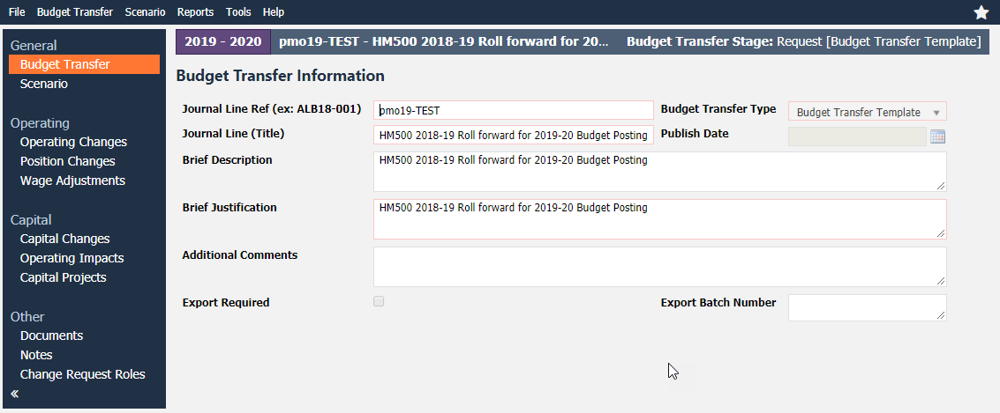 File Budget Transfer Scenario Reports Tools Help
General
Budget Transfer
Scenario
Operating
Operating Changes
Position Changes
Wage Adjustments
Capital
Capital Changes
Operating Impacts
Capital Projects
Other
Documents
Notes
Change Request Roles
«
2019 - 2020 pmo19-TEST - HM500 2018-19 Roll forward for 20... Budget Transfer Stage: Request [Budget Transfer Template]
Budget Transfer Information
Journal Line Ref (ex: ALB18-001) pmo19-TEST Budget Transfer Type Budget Transfer Template
Journal Line (Title) HM500 2018-19 Roll forward for 2019-20 Budget Posting Publish Date
Brief Description HM500 2018-19 Roll forward for 2019-20 Budget Posting
Brief Justification HM500 2018-19 Roll forward for 2019-20 Budget Posting
Additional Comments
Export Required Export Batch Number